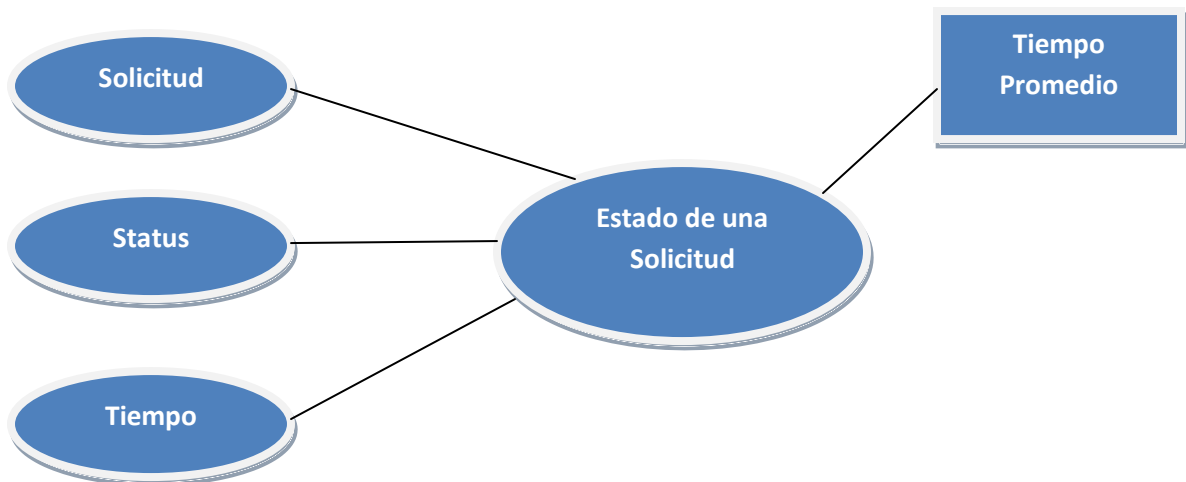 Solicitud
Status
Tiempo
Estado de una
Solicitud
Tiempo
Promedio